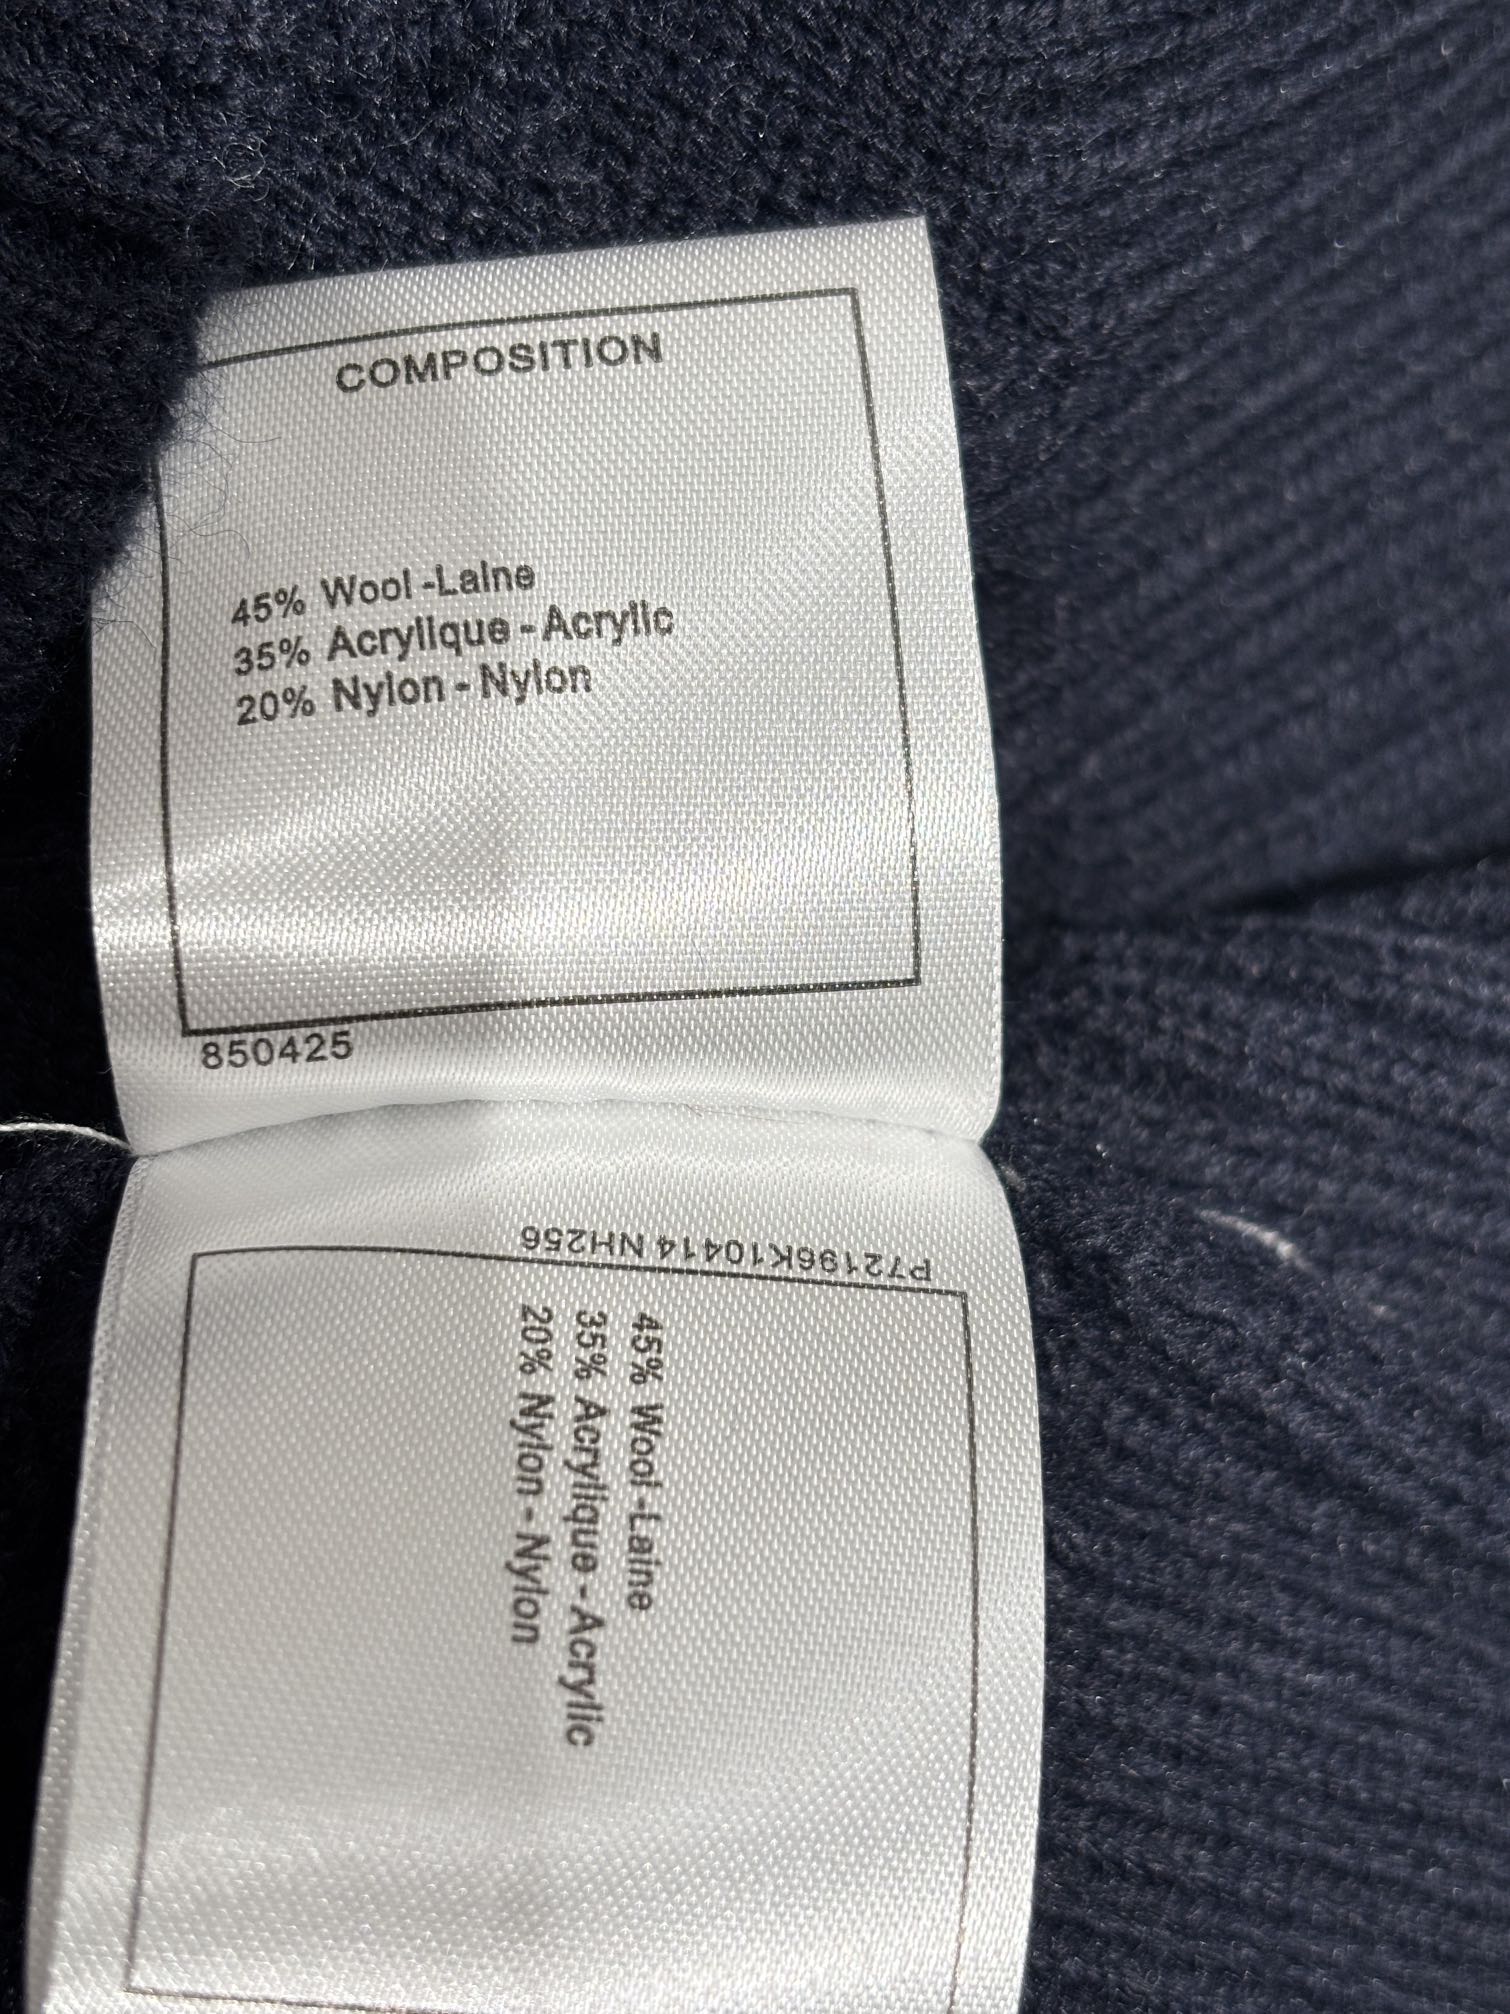 COMPOSITION
45% Wool -Laine
35% Acrylique - Acrylic
20% Nylon - Nylon
850425
P72196K10414 NH256
45% Wool -Laine
35% Acrylique - Acrylic
20% Nylon - Nylon